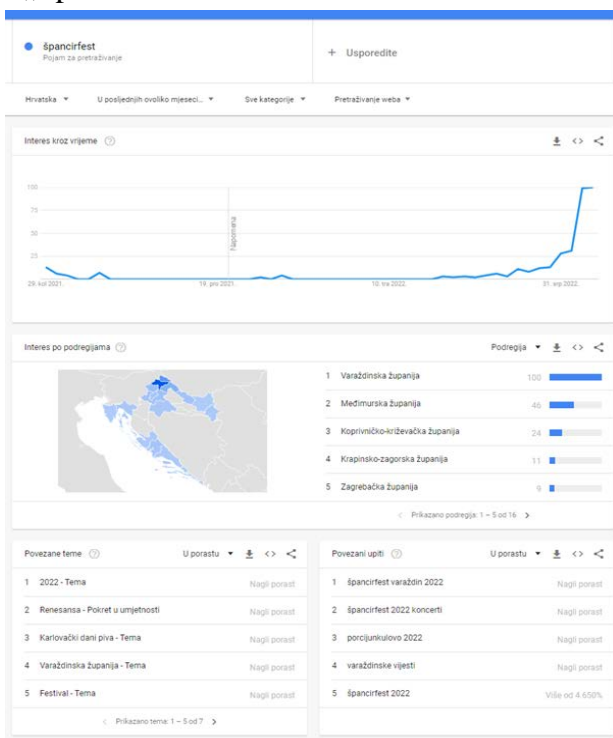 špancirfest
Pojam za pretraživanje
+ Usporedite
Hrvatska
U posljednjih ovoliko mjeseci...
Sve kategorije
Pretraživanje weba
Interes kroz vrijeme
100
75
50
25
Napomena
29. kol 2021.
19. pro 2021.
10. tra 2022.
31. srp 2022.
Interes po podregijama
Podregija
1 Varaždinska županija 100
2 Međimurska županija 46
3 Koprivničko-križevačka županija 24
4 Krapinsko-zagorska županija 11
5 Zagrebačka županija 9
Prikazano podregija: 1 – 5 od 16
Povezane teme
U porastu
1 2022 - Tema Nagli porast
2 Renesansa - Pokret u umjetnosti Nagli porast
3 Karlovački dani piva - Tema Nagli porast
4 Varaždinska županija - Tema Nagli porast
5 Festival - Tema Nagli porast
Prikazano tema: 1 – 5 od 7
Povezani upiti
U porastu
1 špancirfest varaždin 2022 Nagli porast
2 špancirfest 2022 koncerti Nagli porast
3 porcijunkulovo 2022 Nagli porast
4 varaždinske vijesti Nagli porast
5 špancirfest 2022 Više od 4.650%